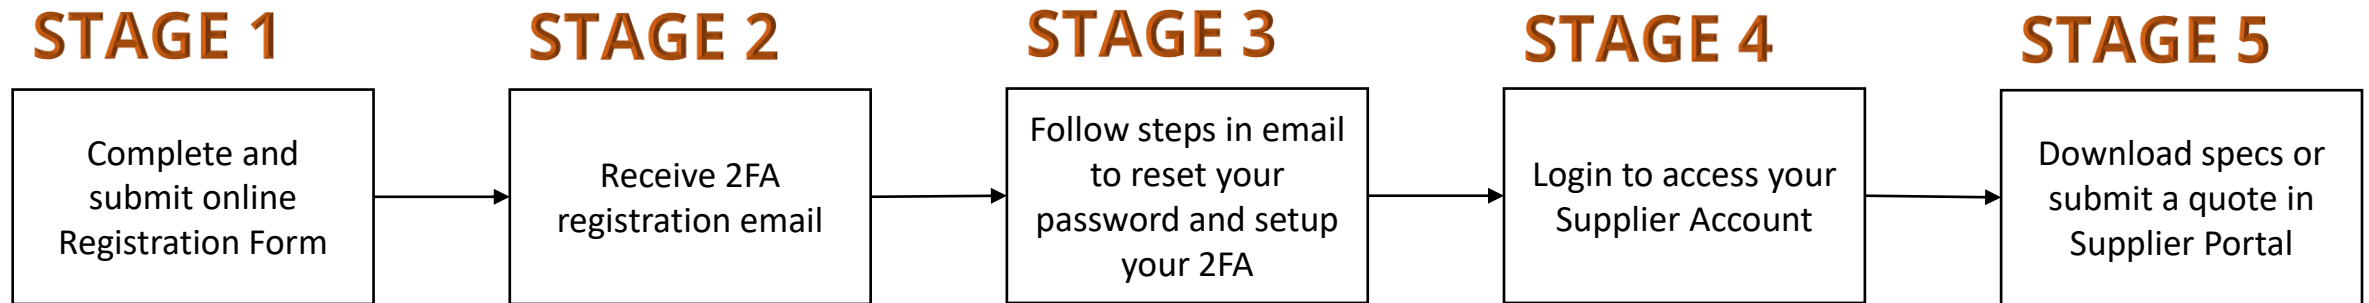 STAGE 1
Complete and
submit online
Registration Form
STAGE 2
Receive 2FA
registration email
STAGE 3
Follow steps in email
to reset your
password and setup
your 2FA
STAGE 4
Login to access your
Supplier Account
STAGE 5
Download specs or
submit a quote in
Supplier Portal